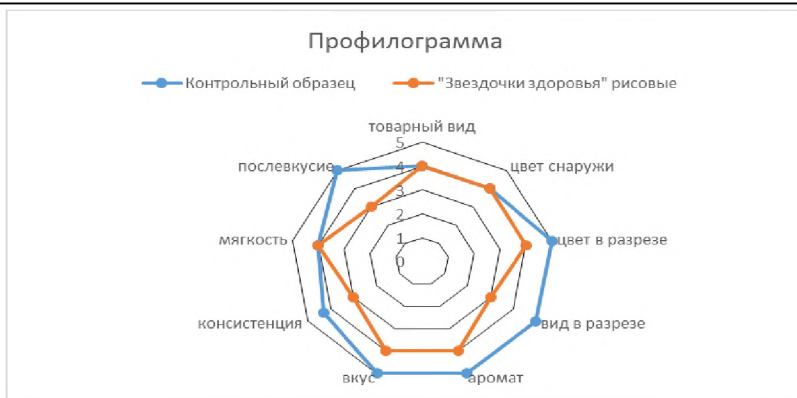 Профилограмма
Контрольный образец
"Звездочки здоровья" рисовые
товарный вид
5
послевкусие
4
цвет снаружи
3
2
мягкость
1
цвет в разрезе
0
консистенция
вид в разрезе
вкус
аромат